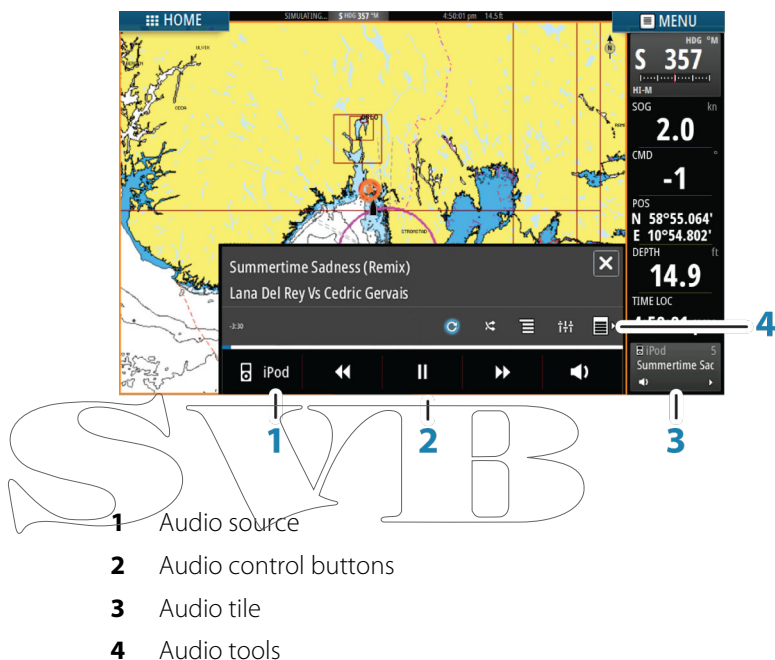 HOME
SIMULATING... S HDG 357 °M 4:50:01 pm 14.5 ft
MENU
HDG °M
S 357
HI-M
SOG kn
2.0
CMD °
-1
POS
N 58°55.064'
E 10°54.802'
DEPTH ft
14.9
TIME LOC
N
STROMSTAD
Summertime Sadness (Remix)
Lana Del Rey Vs Cedric Gervais
-3:30
iPod
iPod 5
Summertime Sac
4
1
2
3
SVB
1 Audio source
2 Audio control buttons
3 Audio tile
4 Audio tools